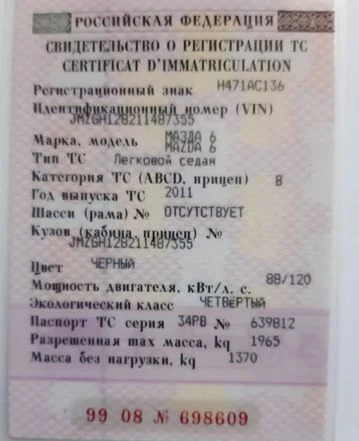 РОССИЙСКАЯ ФЕДЕРАЦИЯ
СВИДЕТЕЛЬСТВО О РЕГИСТРАЦИИ ТС
CERTIFICAT D'IMMATRICULATION
Регистрационный знак Н471АС136
Идентификационный номер (VIN)
JMZGH128211487355
Марка, модель МАЗДА 6
MAZDA 6
Тип ТС Легковой седан
Категория ТС (ABCD, прицеп) B
Год выпуска ТС 2011
Шасси (рама) № ОТСУТСТВУЕТ
Кузов (кабина, прицеп) №
JMZGH128211487355
Цвет ЧЕРНЫЙ
Мощность двигателя, кВт/л. с. 88/120
Экологический класс ЧЕТВЁРТЫЙ
Паспорт ТС серия 34РВ № 639812
Разрешенная max масса, kg 1965
Масса без нагрузки, kg 1370
99 08 № 698609